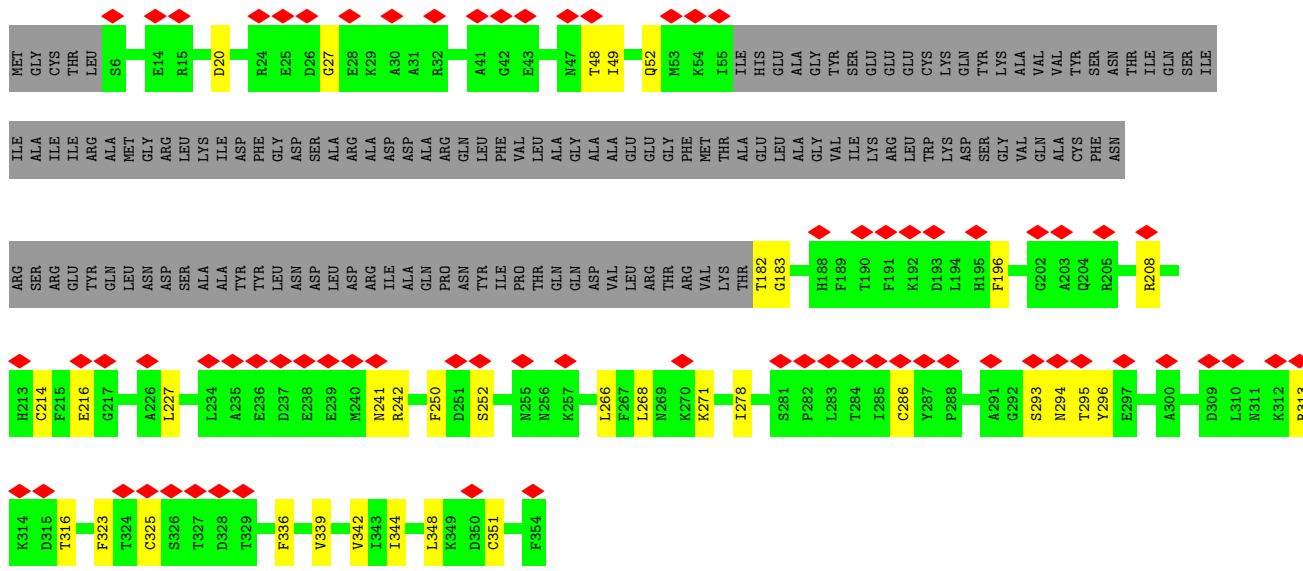 MET GLY CYS THR LEU S6 E14 R15 D20 R24 E25 D26 G27 E28 K29 A30 A31 R32 A41 G42 E43 N47 T48 I49 Q52 M53 K54 I55 ILE HIS GLU ALA GLY TYR SER GLU GLU GLU CYS LYS GLN TYR LYS ALA VAL VAL TYR SER ASN THR ILE GLN SER ILE
ILE ALA ILE ILE ARG ALA MET GLY ARG LEU LYS ILE ASP PHE GLY ASP SER ALA ARG ALA ASP ASP ALA ARG GLN LEU PHE VAL LEU ALA GLY ALA ALA GLU GLU GLY PHE MET THR ALA GLU LEU ALA GLY VAL ILE LYS ARG LEU TRP LYS ASP SER GLY VAL GLN ALA CYS PHE ASN
ARG SER ARG GLU TYR GLN LEU ASN ASP SER ALA ALA TYR TYR LEU ASN ASP LEU ASP ARG ILE ALA GLN PRO ASN TYR ILE PRO THR GLN GLN ASP VAL LEU ARG THR ARG VAL LYS THR T182 G183 H188 F189 T190 F191 K192 D193 L194 H195 F196 G202 A203 Q204 R205 R208
H213 C214 F215 E216 G217 A226 L227 L234 A235 E236 D237 E238 E239 M240 N241 R242 F250 D251 S252 N255 N256 K257 L266 F267 L268 N269 K270 K271 I278 S281 P282 L283 T284 I285 C286 Y287 P288 A291 G292 S293 N294 T295 Y296 E297 A300 D309 L310 N311 K312 R313
K314 D315 T316 F323 T324 C325 S326 T327 D328 T329 F336 V339 V342 I343 I344 L348 K349 D350 C351 F354